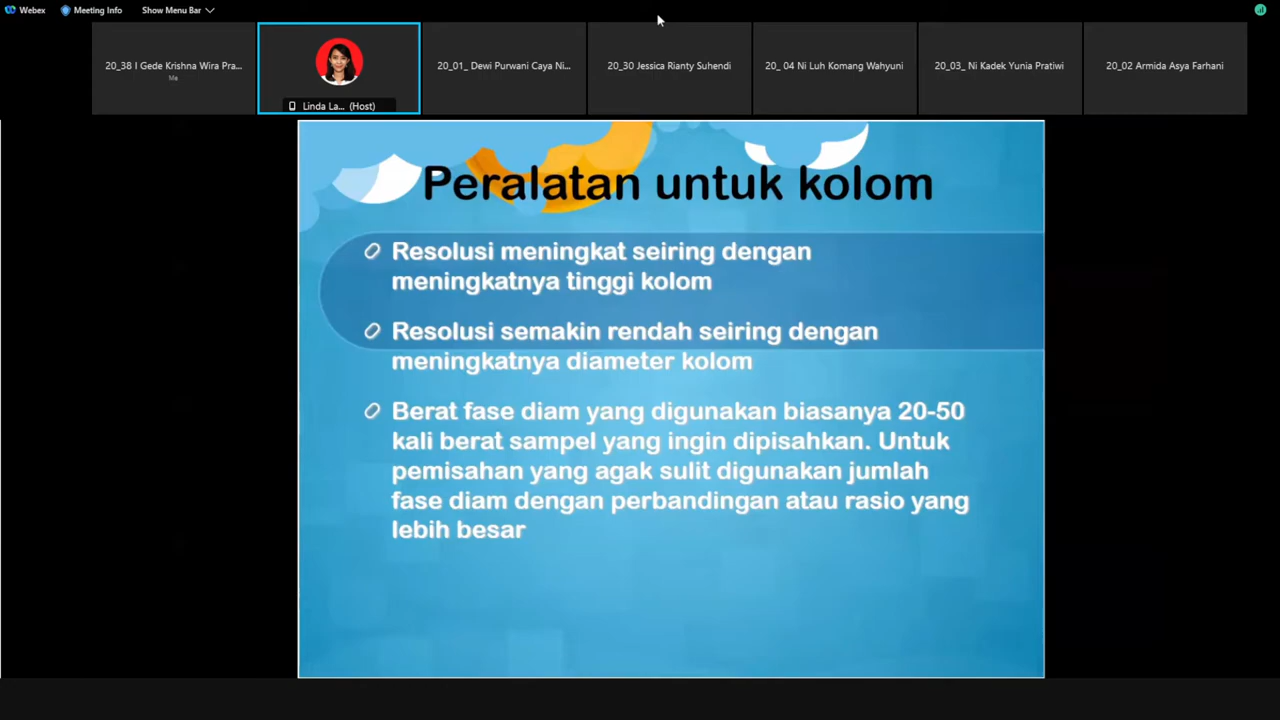 Webex
Meeting Info
Show Menu Bar
20_38 I Gede Krishna Wira Pra...
Me
Linda La... (Host)
20_01_ Dewi Purwani Caya Ni...
20_30 Jessica Rianty Suhendi
20_ 04 Ni Luh Komang Wahyuni
20_03_ Ni Kadek Yunia Pratiwi
20_02 Armida Asya Farhani
Peralatan untuk kolom
Resolusi meningkat seiring dengan
meningkatnya tinggi kolom
Resolusi semakin rendah seiring dengan
meningkatnya diameter kolom
Berat fase diam yang digunakan biasanya 20-50
kali berat sampel yang ingin dipisahkan. Untuk
pemisahan yang agak sulit digunakan jumlah
fase diam dengan perbandingan atau rasio yang
lebih besar